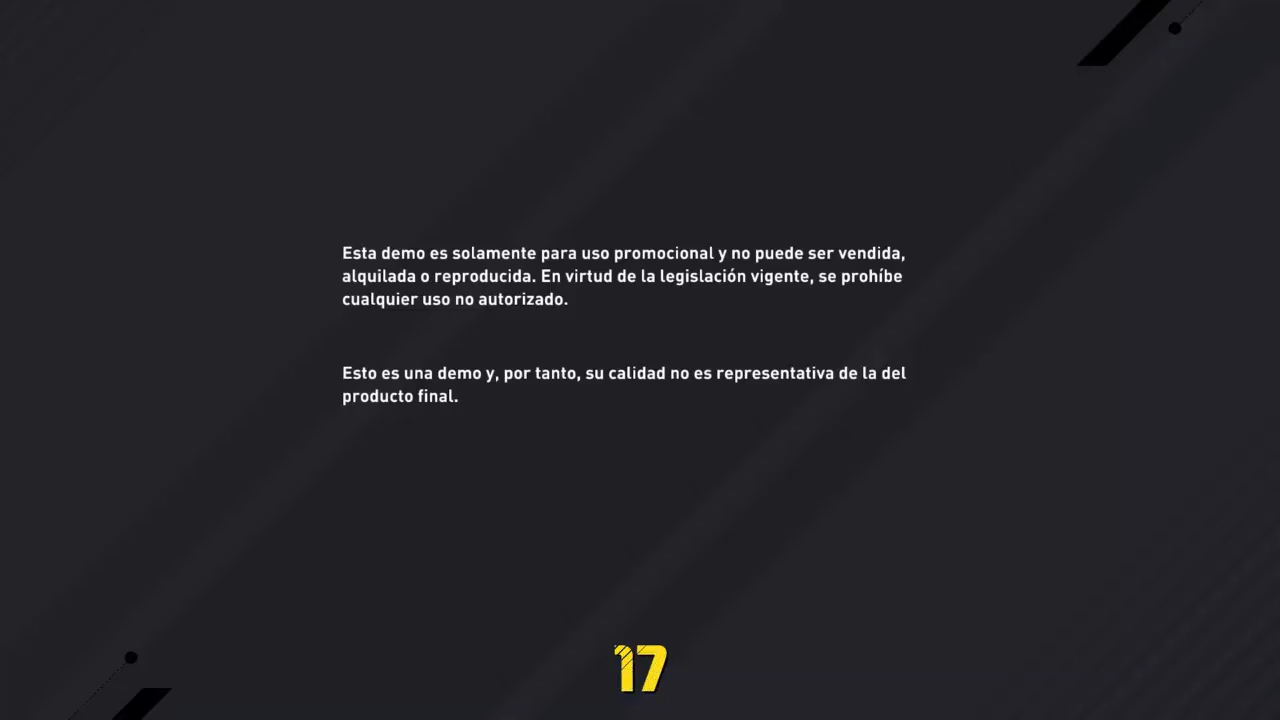 Esta demo es solamente para uso promocional y no puede ser vendida,
alquilada o reproducida. En virtud de la legislación vigente, se prohíbe
cualquier uso no autorizado.
Esto es una demo y, por tanto, su calidad no es representativa de la del
producto final.
17